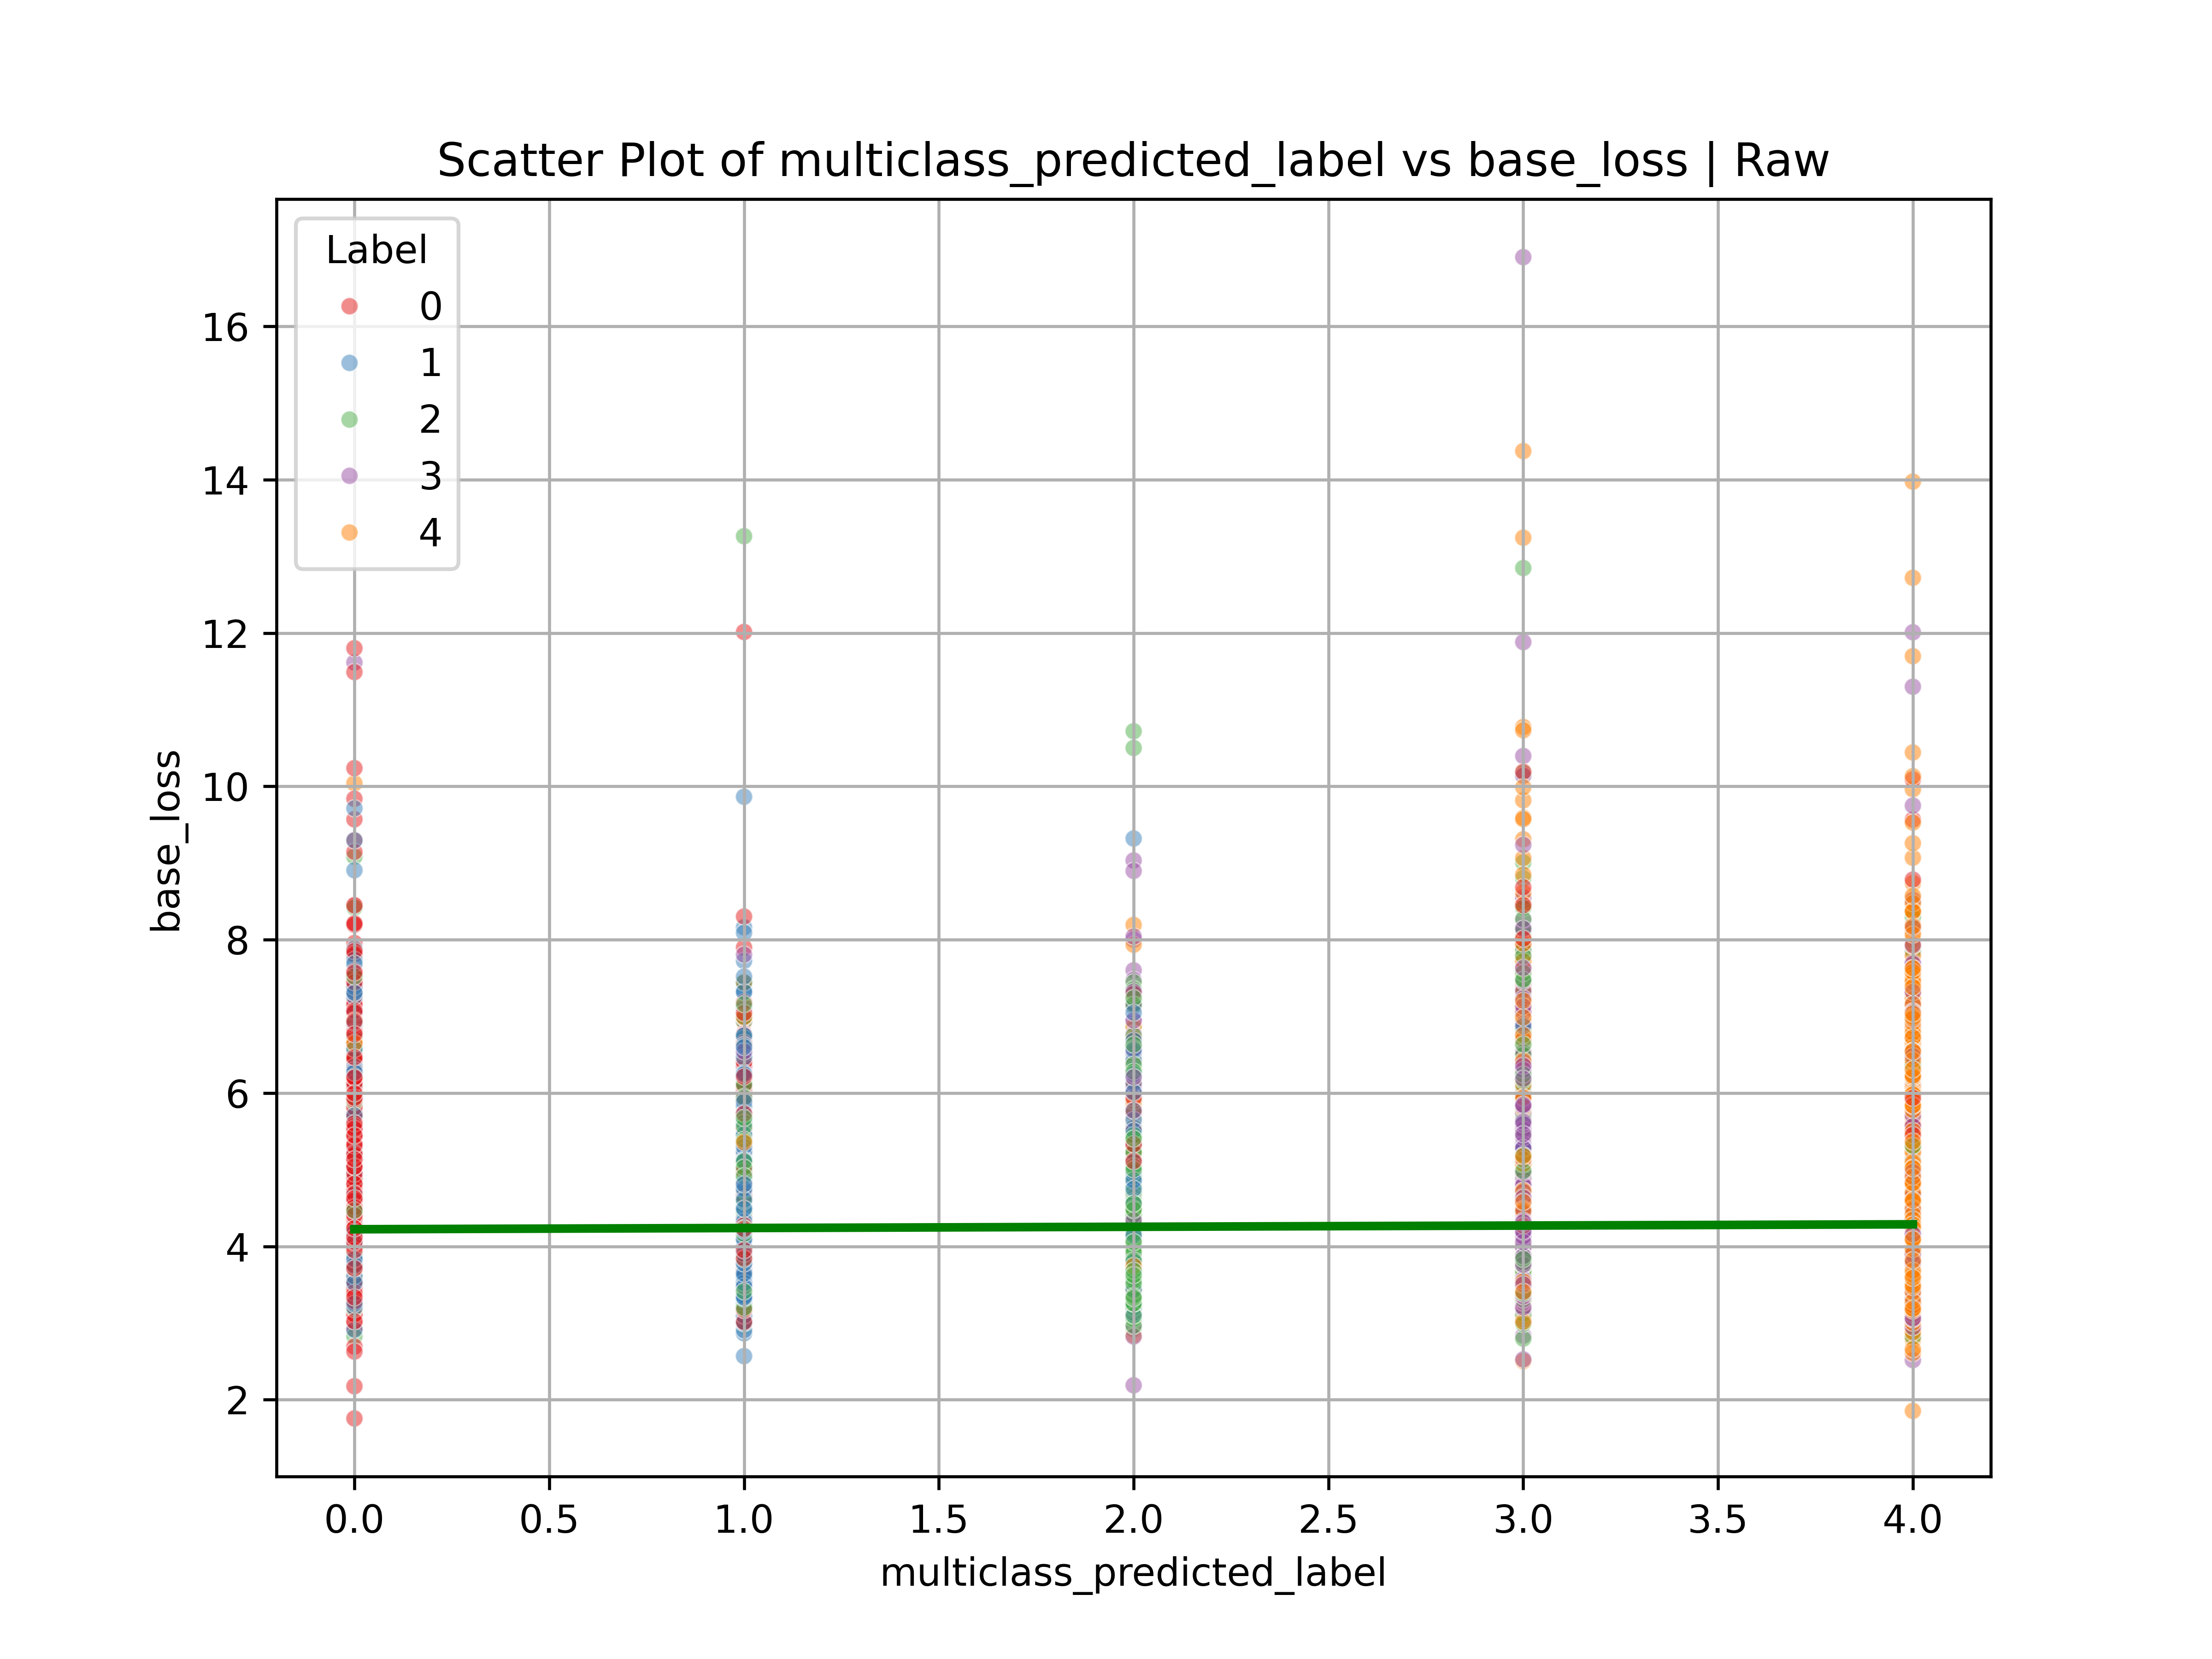 Scatter Plot of multiclass_predicted_label vs base_loss | Raw
Label
0
1
2
3
4
16
14
12
10
8
6
4
2
base_loss
0.0 0.5 1.0 1.5 2.0 2.5 3.0 3.5 4.0
multiclass_predicted_label